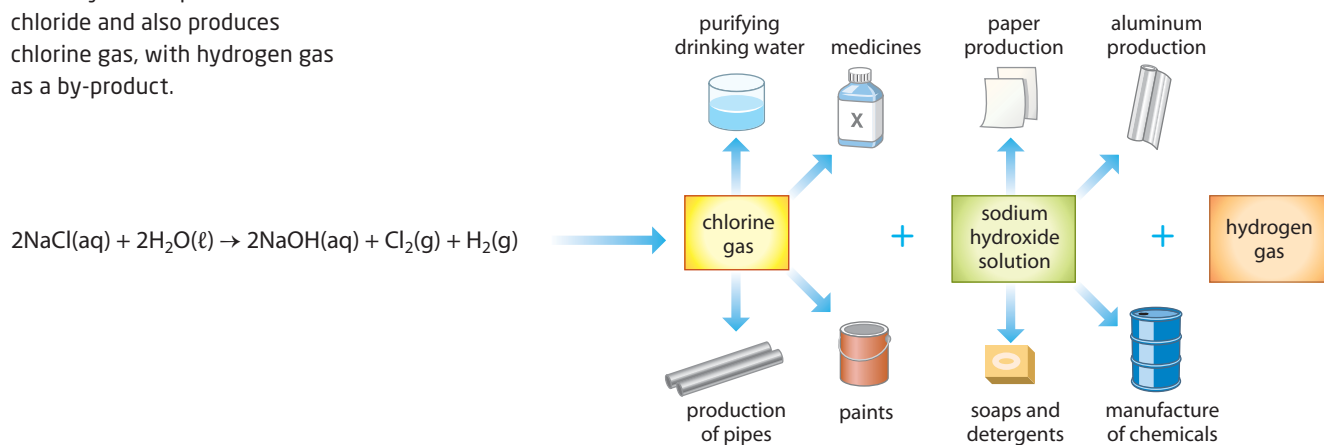 chloride and also produces
chlorine gas, with hydrogen gas
as a by-product.
2NaCl(aq) + 2H₂O(ℓ) → 2NaOH(aq) + Cl₂(g) + H₂(g)
purifying
drinking water
medicines
X
chlorine
gas
production
of pipes
paints
+
paper
production
aluminum
production
sodium
hydroxide
solution
soaps and
detergents
manufacture
of chemicals
+
hydrogen
gas